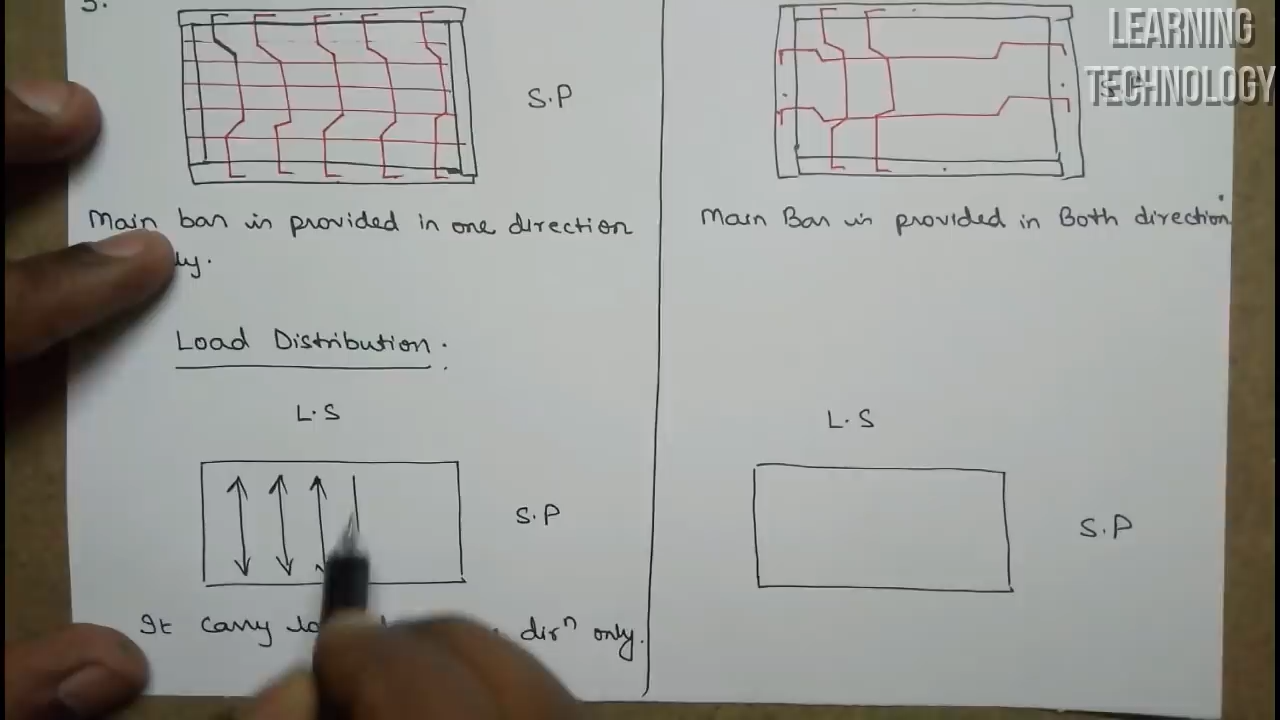 3.
S.P
LEARNING
TECHNOLOGY
Main bar is provided in one direction
Main Bar is provided in Both direction
Load Distribution.
L.S
L.S
S.P
S.P
It carry dirⁿ only.